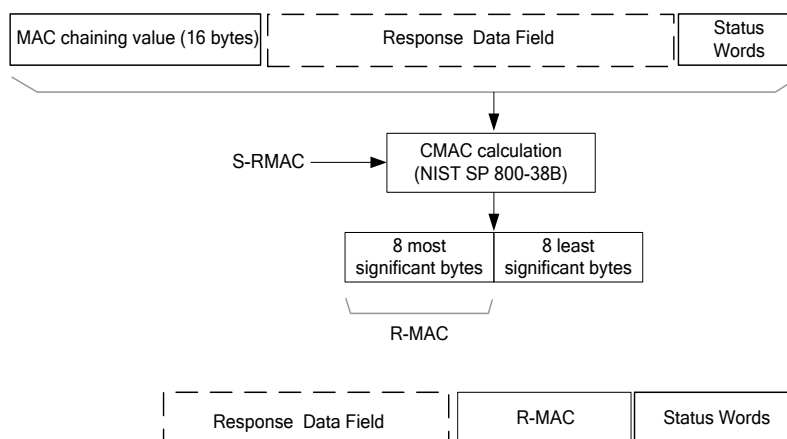 MAC chaining value (16 bytes)
Response Data Field
Status
Words
S-RMAC
CMAC calculation
(NIST SP 800-38B)
8 most
significant bytes
8 least
significant bytes
R-MAC
Response Data Field
R-MAC
Status Words